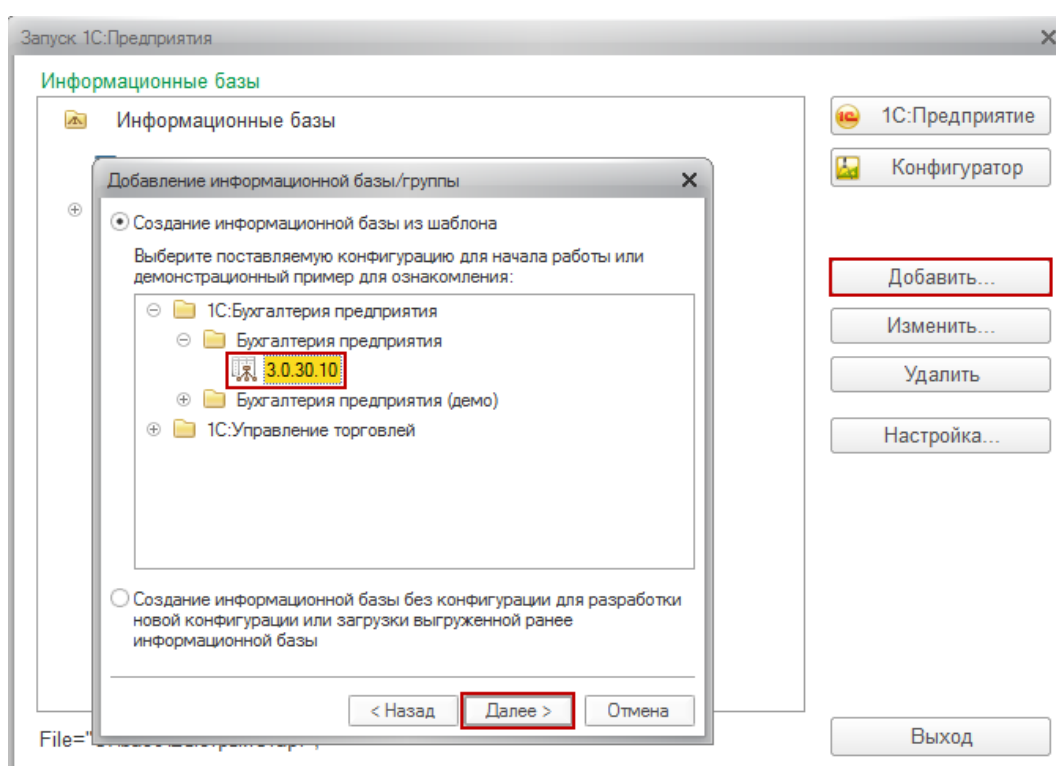 Запуск 1С:Предприятия
Информационные базы
Информационные базы
1С:Предприятие
Конфигуратор
Добавление информационной базы/группы
Создание информационной базы из шаблона
Выберите поставляемую конфигурацию для начала работы или
демонстрационный пример для ознакомления:
1С:Бухгалтерия предприятия
Бухгалтерия предприятия
3.0.30.10
Бухгалтерия предприятия (демо)
1С:Управление торговлей
Добавить...
Изменить...
Удалить
Настройка...
Создание информационной базы без конфигурации для разработки
новой конфигурации или загрузки выгруженной ранее
информационной базы
< Назад
Далее >
Отмена
File="
Выход